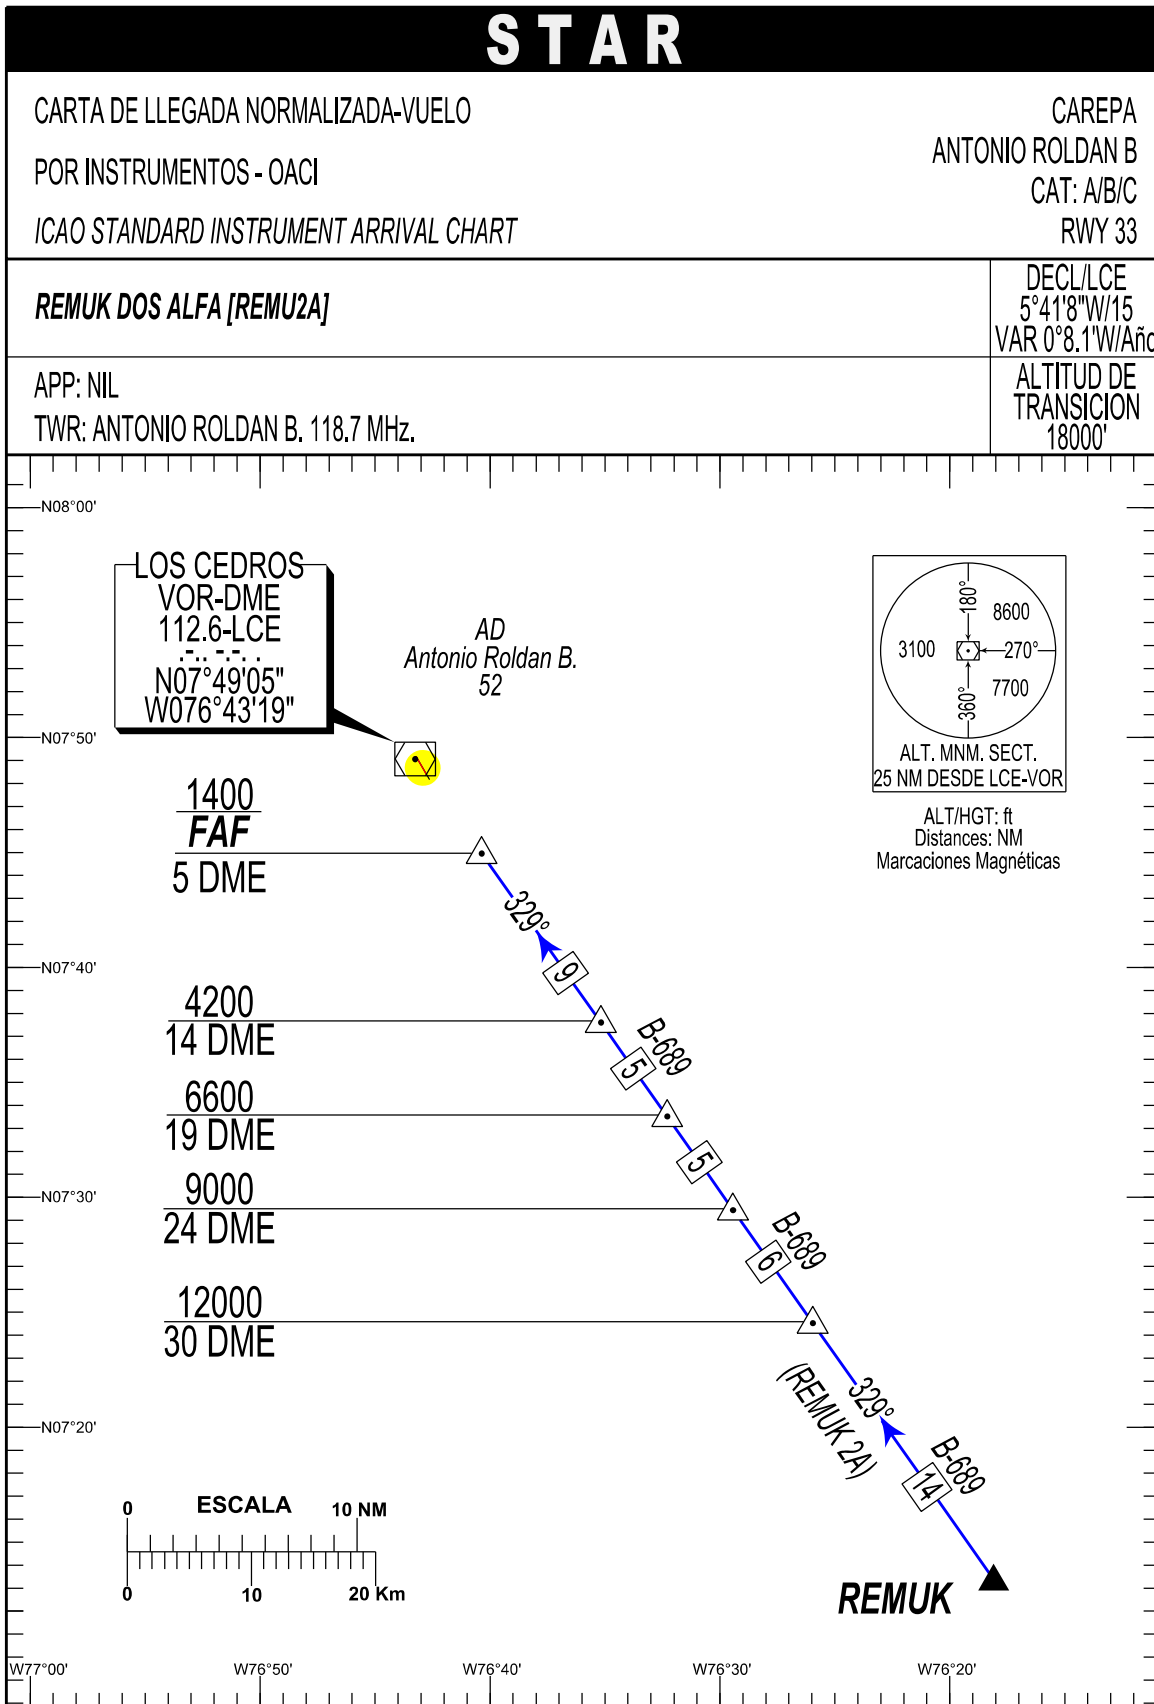 STAR
CARTA DE LLEGADA NORMALIZADA-VUELO
POR INSTRUMENTOS - OACI
ICAO STANDARD INSTRUMENT ARRIVAL CHART
CAREPA
ANTONIO ROLDAN B
CAT: A/B/C
RWY 33
REMUK DOS ALFA [REMU2A]
DECL/LCE
5°41'8"W/15
VAR 0°8.1'W/Año
APP: NIL
TWR: ANTONIO ROLDAN B. 118.7 MHz.
ALTITUD DE
TRANSICION
18000'
N08°00'
LOS CEDROS
VOR-DME
112.6-LCE
.-.. -.-. .
N07°49'05"
W076°43'19"
AD
Antonio Roldan B.
52
180°
8600
3100
270°
7700
360°
ALT. MNM. SECT.
25 NM DESDE LCE-VOR
ALT/HGT: ft
Distances: NM
Marcaciones Magnéticas
N07°50'
1400
FAF
5 DME
329°
9
N07°40'
4200
14 DME
B-689
5
6600
19 DME
5
N07°30'
9000
24 DME
B-689
6
12000
30 DME
(REMUK 2A)
329°
N07°20'
B-689
14
REMUK
0 ESCALA 10 NM
0 10 20 Km
W77°00' W76°50' W76°40' W76°30' W76°20'